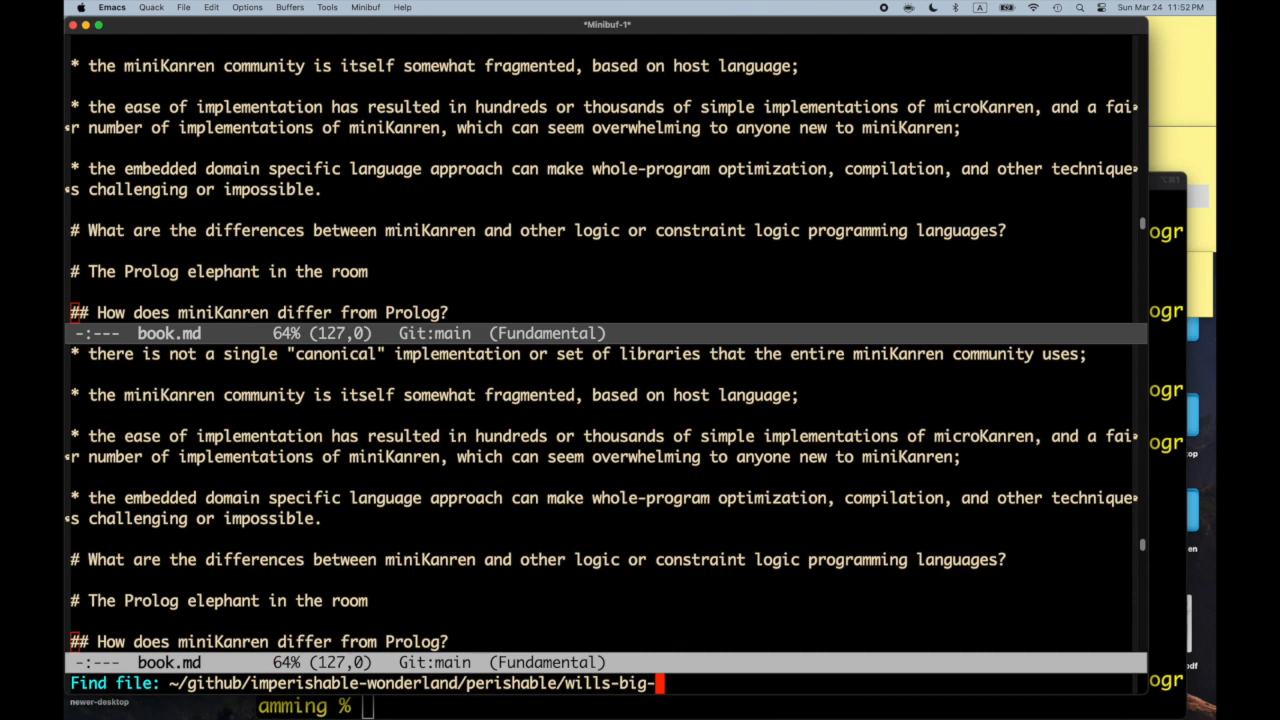 Emacs Quack File Edit Options Buffers Tools Minibuf Help
A
Sun Mar 24 11:52 PM
*Minibuf-1*
* the miniKanren community is itself somewhat fragmented, based on host language;
* the ease of implementation has resulted in hundreds or thousands of simple implementations of microKanren, and a fai
r number of implementations of miniKanren, which can seem overwhelming to anyone new to miniKanren;
* the embedded domain specific language approach can make whole-program optimization, compilation, and other technique
s challenging or impossible.
# What are the differences between miniKanren and other logic or constraint logic programming languages?
# The Prolog elephant in the room
## How does miniKanren differ from Prolog?
-:--- book.md 64% (127,0) Git:main (Fundamental)
* there is not a single "canonical" implementation or set of libraries that the entire miniKanren community uses;
* the miniKanren community is itself somewhat fragmented, based on host language;
* the ease of implementation has resulted in hundreds or thousands of simple implementations of microKanren, and a fai
r number of implementations of miniKanren, which can seem overwhelming to anyone new to miniKanren;
* the embedded domain specific language approach can make whole-program optimization, compilation, and other technique
s challenging or impossible.
# What are the differences between miniKanren and other logic or constraint logic programming languages?
# The Prolog elephant in the room
## How does miniKanren differ from Prolog?
-:--- book.md 64% (127,0) Git:main (Fundamental)
Find file: ~/github/imperishable-wonderland/perishable/wills-big-
newer-desktop
amming %
⌥⌘1
ogr
ogr
ogr
ogr
top
en
pdf
ogr